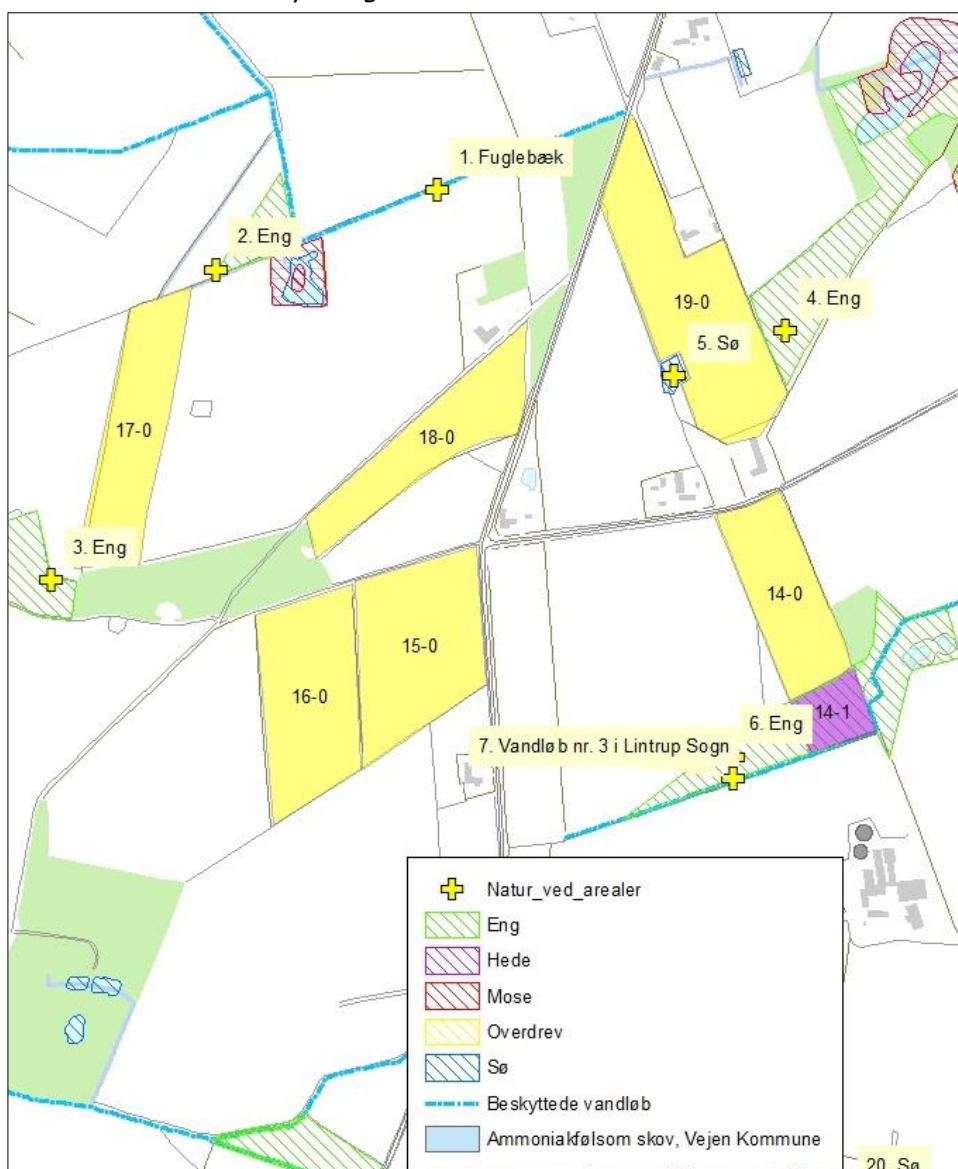 1. Fuglebæk
2. Eng
19-0
4. Eng
5. Sø
17-0
18-0
3. Eng
14-0
15-0
16-0
6. Eng
14-1
7. Vandløb nr. 3 i Lintrup Sogn
Natur_ved_arealer
Eng
Hede
Mose
Overdrev
Sø
Beskyttede vandløb
Ammoniakfølsom skov, Vejen Kommune
20. Sø